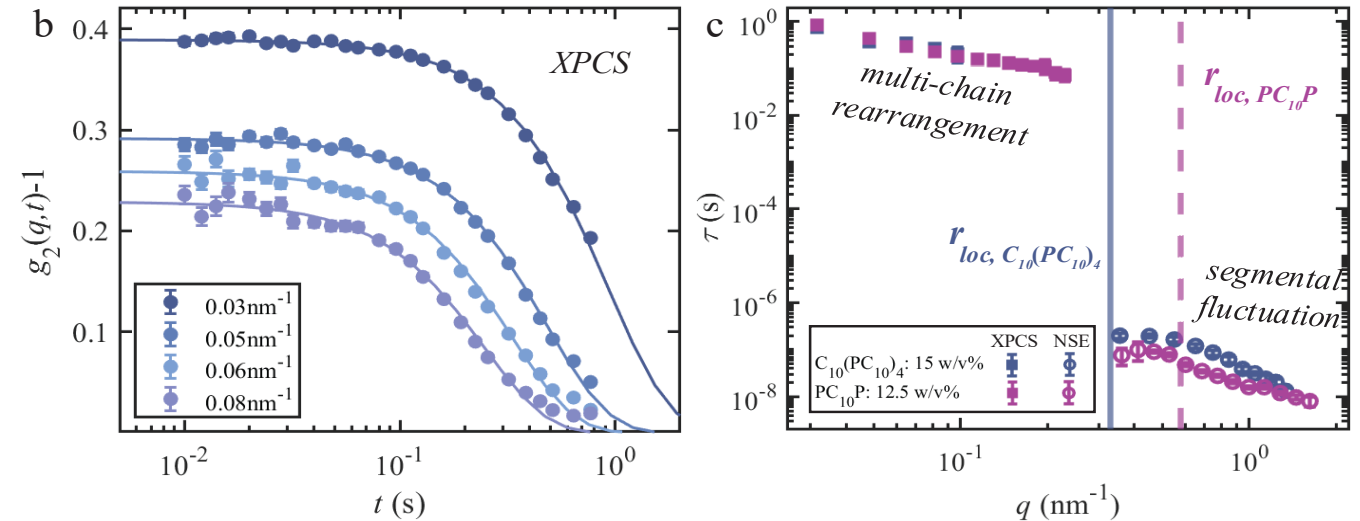 b
XPCS
g₂(q,t)-1
0.4
0.3
0.2
0.1
0.03nm⁻¹
0.05nm⁻¹
0.06nm⁻¹
0.08nm⁻¹
10⁻²
10⁻¹
10⁰
t (s)
c
τ (s)
10⁰
10⁻²
10⁻⁴
10⁻⁶
10⁻⁸
multi-chain
rearrangement
r loc, PC₁₀P
r loc, C₁₀(PC₁₀)₄
segmental
fluctuation
XPCS NSE
C₁₀(PC₁₀)₄: 15 w/v%
PC₁₀P: 12.5 w/v%
10⁻¹
10⁰
q (nm⁻¹)